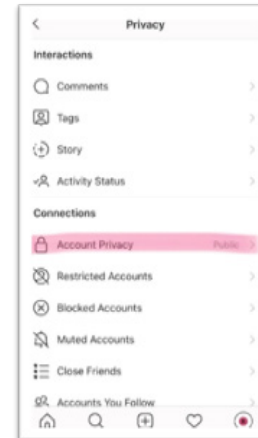 Privacy
Interactions
Comments
Tags
Story
Activity Status
Connections
Account Privacy Public
Restricted Accounts
Blocked Accounts
Muted Accounts
Close Friends
Accounts You Follow